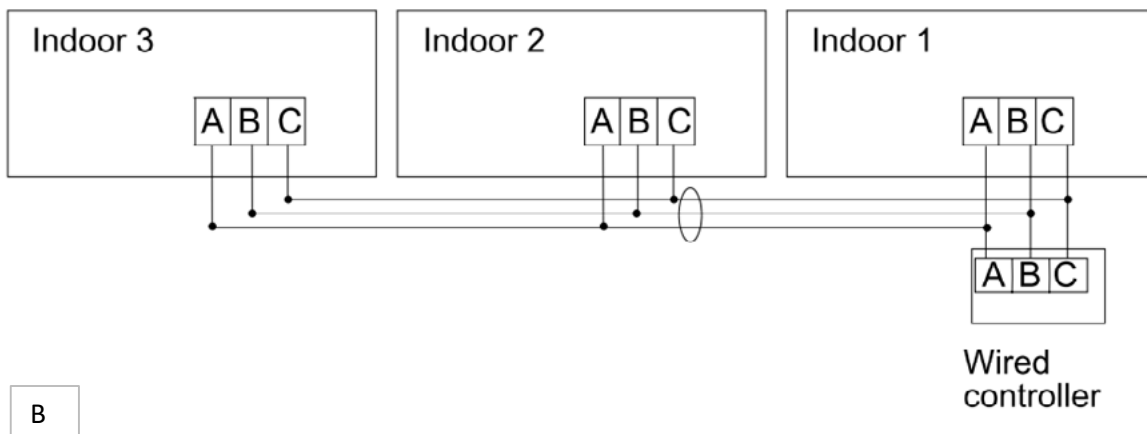 Indoor 3
Indoor 2
Indoor 1
A B C
A B C
A B C
A B C
Wired
controller
B